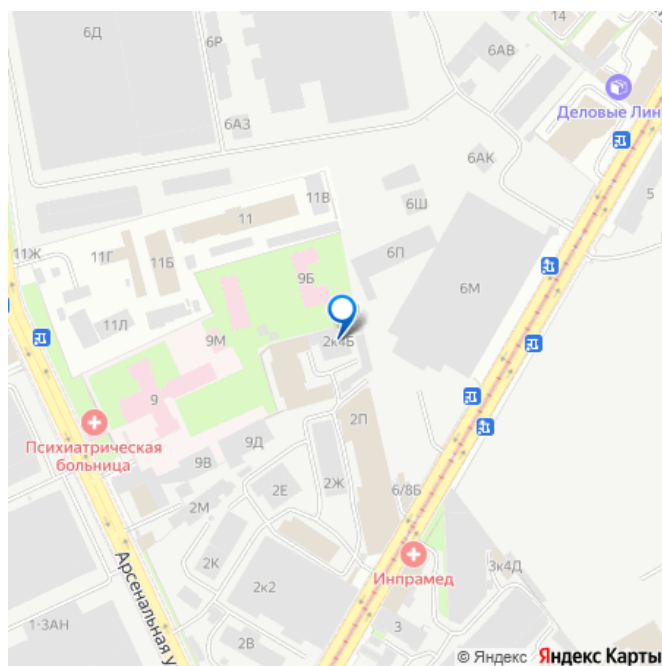 14
6Д
6Р
6АВ
Деловые Лин
6АЗ
6АК
11В
5
6Ш
11
11Ж
11Г
11Б
6П
9Б
6М
11Л
9М
2к4Б
9
2П
Психиатрическая
больница
9Д
9В
2Е
2Ж
6/8Б
2М
Инпрамед
2К
Арсенальная у
3к4Д
2к2
1-3АН
3
2В
© Яндекс Яндекс Карты